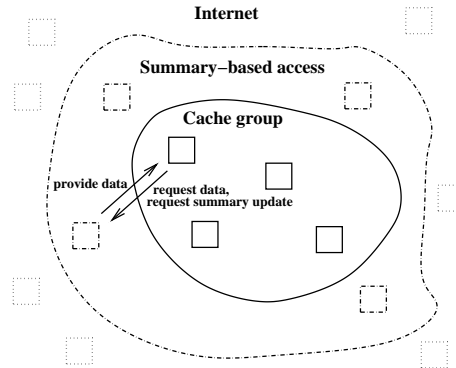 Internet
Summary−based access
Cache group
provide data
request data,
request summary update